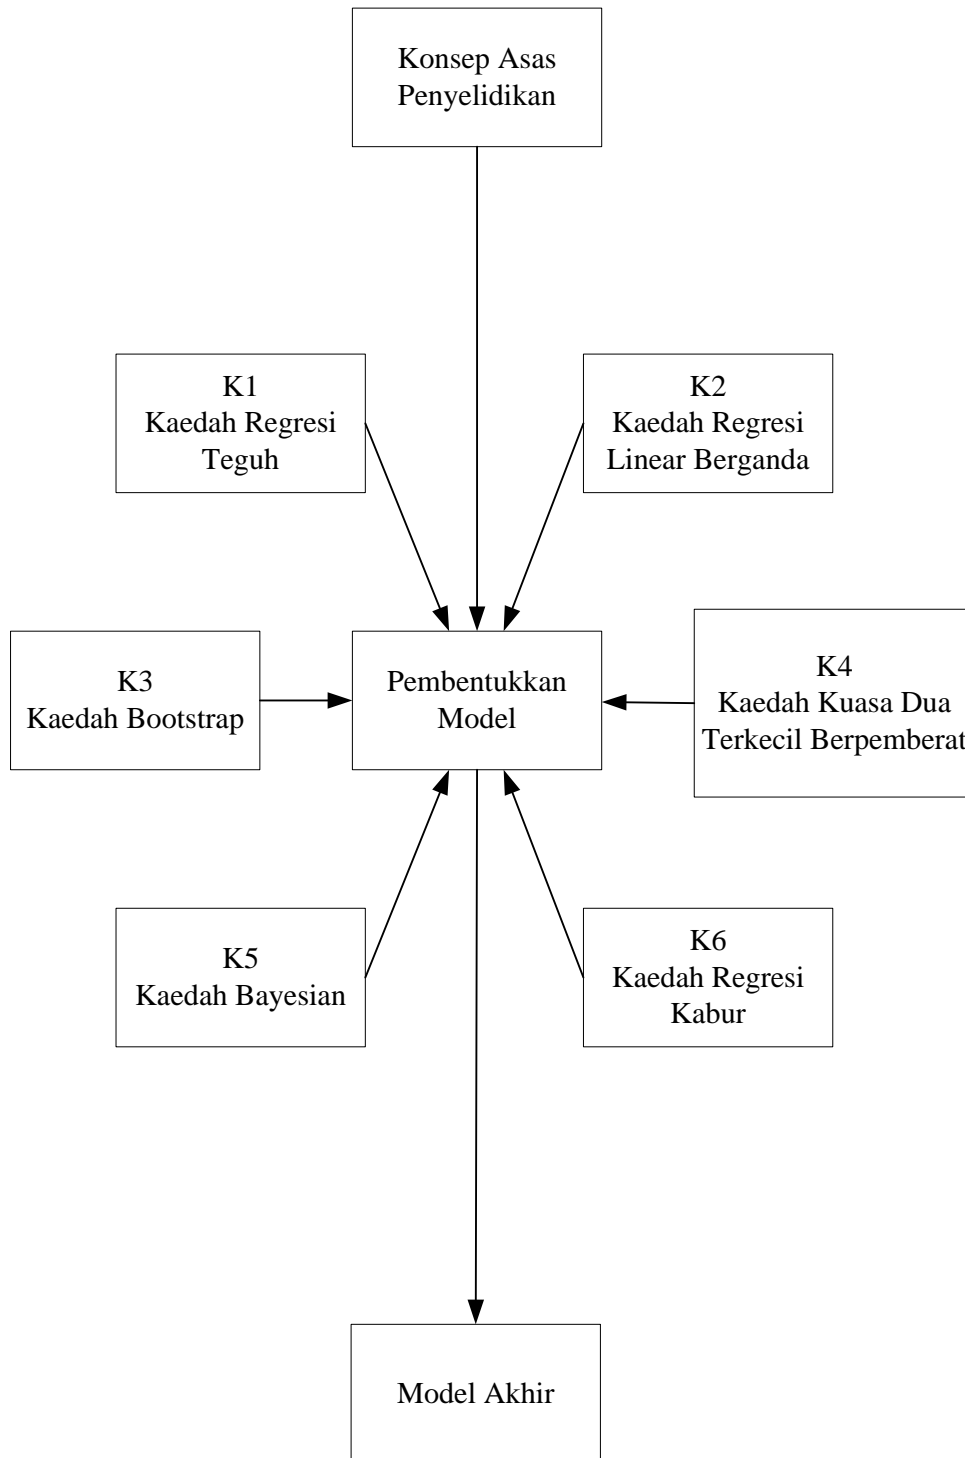 Konsep Asas
Penyelidikan
K1
Kaedah Regresi
Teguh
K2
Kaedah Regresi
Linear Berganda
K3
Kaedah Bootstrap
Pembentukkan
Model
K4
Kaedah Kuasa Dua
Terkecil Berpemberat
K5
Kaedah Bayesian
K6
Kaedah Regresi
Kabur
Model Akhir